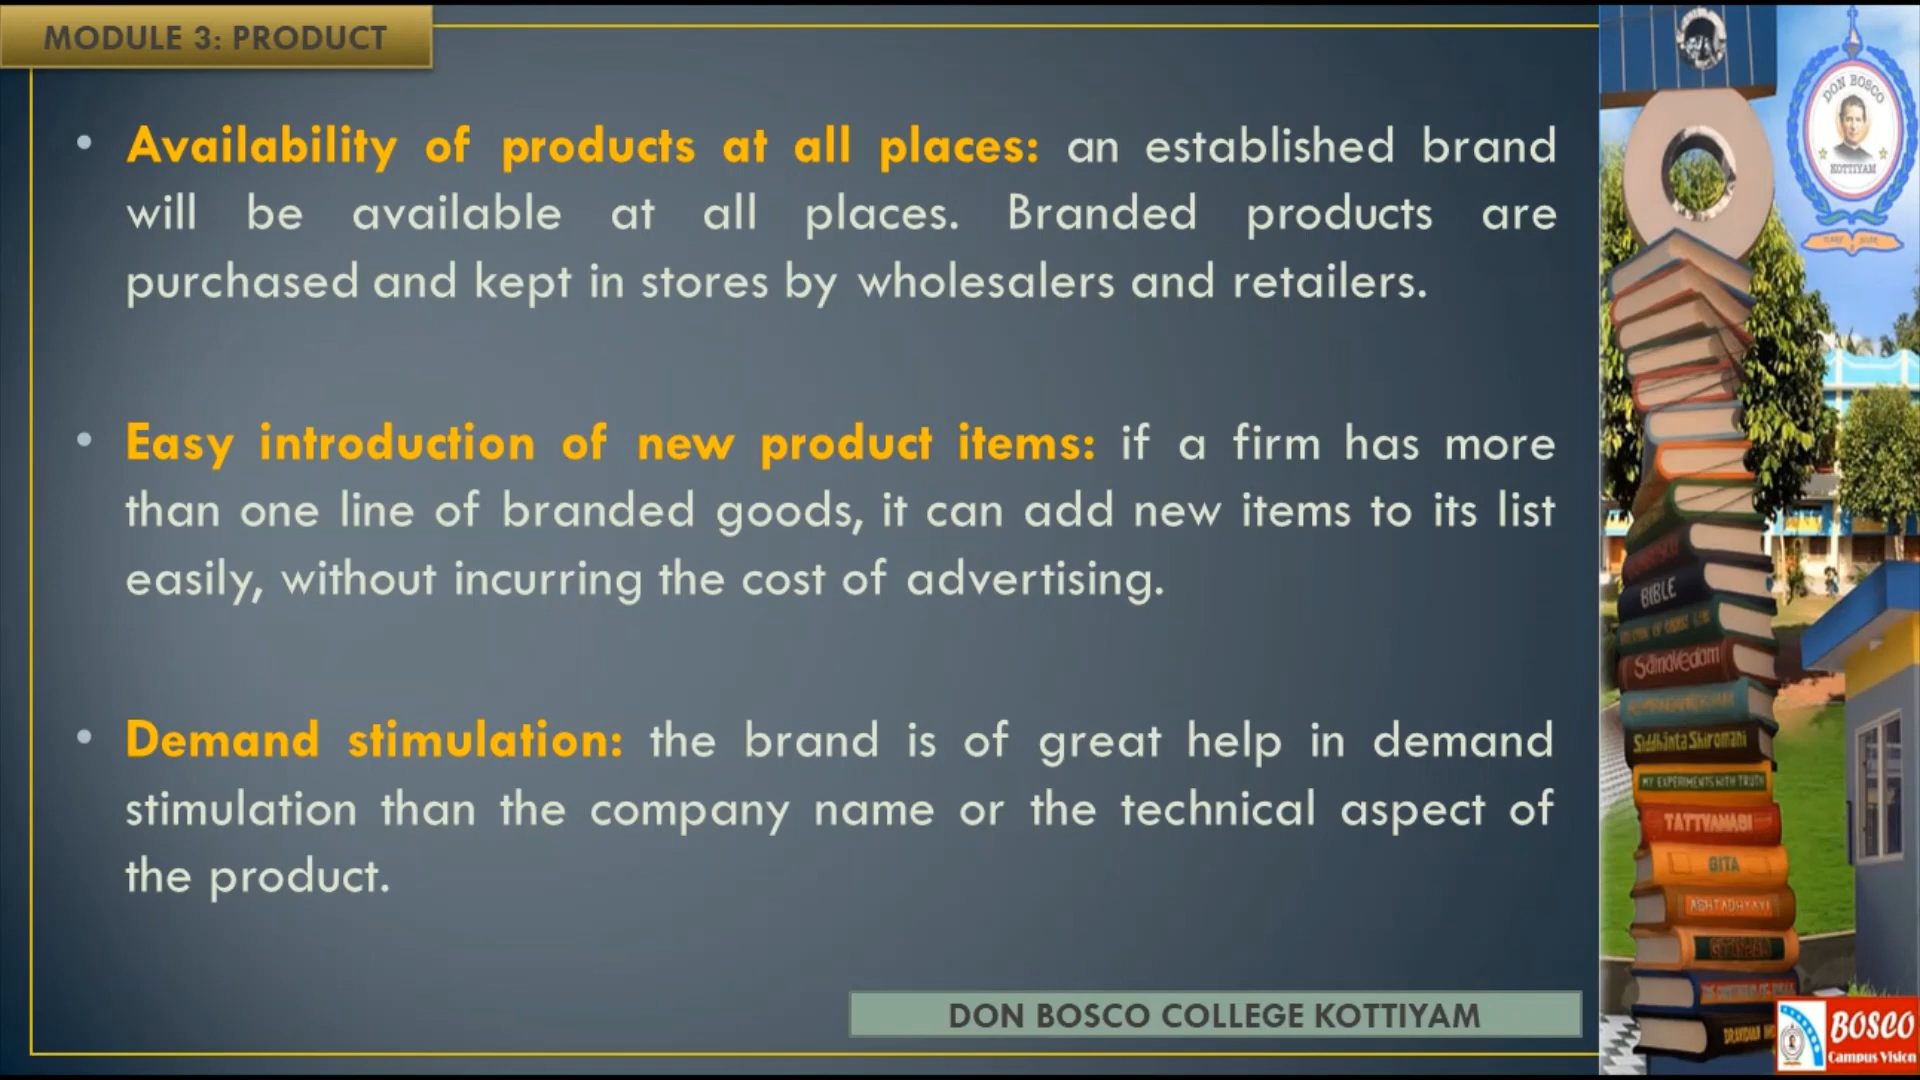 MODULE 3: PRODUCT
• Availability of products at all places: an established brand
will be available at all places. Branded products are
purchased and kept in stores by wholesalers and retailers.
• Easy introduction of new product items: if a firm has more
than one line of branded goods, it can add new items to its list
easily, without incurring the cost of advertising.
• Demand stimulation: the brand is of great help in demand
stimulation than the company name or the technical aspect of
the product.
DON BOSCO COLLEGE KOTTIYAM
DON BOSCO
KOTTIYAM
BIBLE
Samavedam
Siddhanta Shiromani
MY EXPERIMENTS WITH TRUTH
GITA
ASHTADHYAYI
BOSCO
Campus Vision